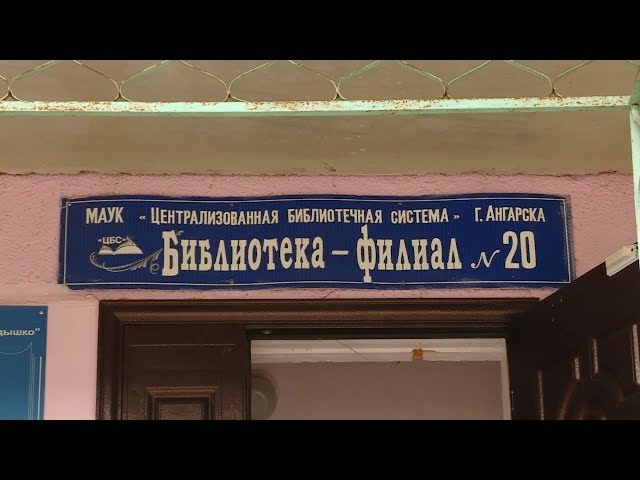 МАУК «ЦЕНТРАЛИЗОВАННАЯ БИБЛИОТЕЧНАЯ СИСТЕМА» Г. АНГАРСКА
«ЦБС»
БИБЛИОТЕКА – ФИЛИАЛ № 20